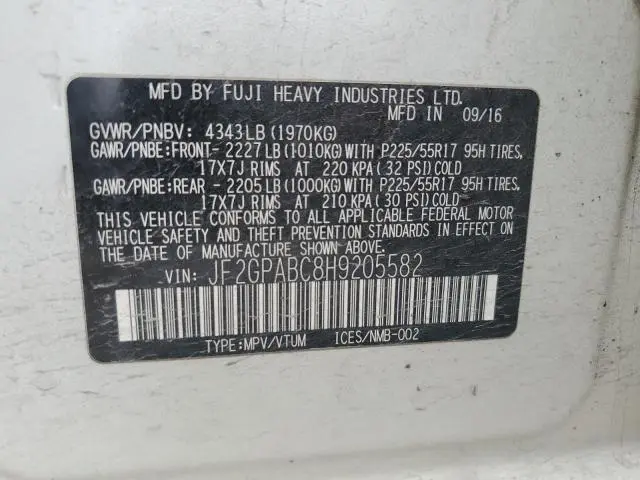 MFD BY FUJI HEAVY INDUSTRIES LTD.
MFD IN 09/16
GVWR/PNBV: 4343LB(1970KG)
GAWR/PNBE:FRONT- 2227LB(1010KG)WITH P225/55R17 95H TIRES,
17X7J RIMS AT 220KPA(32 PSI)COLD
GAWR/PNBE:REAR - 2205LB(1000KG)WITH P225/55R17 95H TIRES,
17X7J RIMS AT 210KPA(30 PSI)COLD
THIS VEHICLE CONFORMS TO ALL APPLICABLE FEDERAL MOTOR
VEHICLE SAFETY AND THEFT PREVENTION STANDARDS IN EFFECT ON
THE DATE OF MANUFACTURE SHOWN ABOVE.
VIN: JF2GPABC8H9205582
TYPE:MPV/VTUM ICES/NMB-002